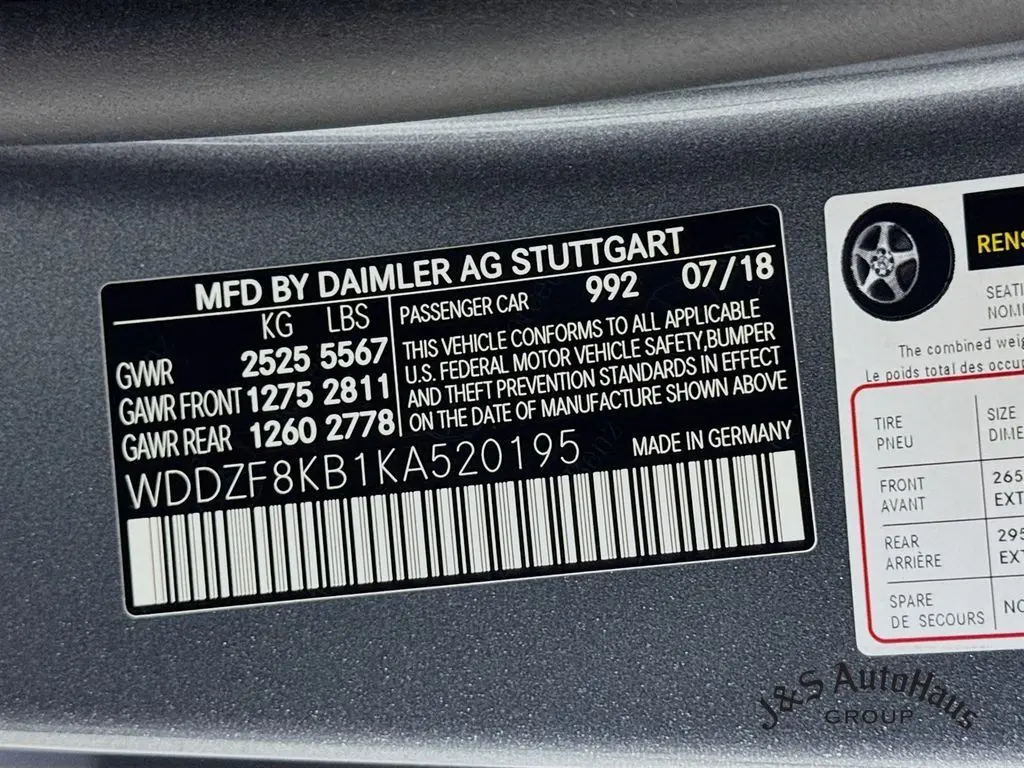 MFD BY DAIMLER AG STUTTGART
KG LBS
GVWR 2525 5567
GAWR FRONT 1275 2811
GAWR REAR 1260 2778
PASSENGER CAR 992 07/18
THIS VEHICLE CONFORMS TO ALL APPLICABLE
U.S. FEDERAL MOTOR VEHICLE SAFETY,BUMPER
AND THEFT PREVENTION STANDARDS IN EFFECT
ON THE DATE OF MANUFACTURE SHOWN ABOVE
WDDZF8KB1KA520195
MADE IN GERMANY
RENS
SEATI
NOMI
The combined weig
Le poids total des occup
TIRE SIZE
PNEU DIME
FRONT 265
AVANT EXT
REAR 295
ARRIÈRE EXT
SPARE
DE SECOURS NO
J&S AutoHaus
GROUP